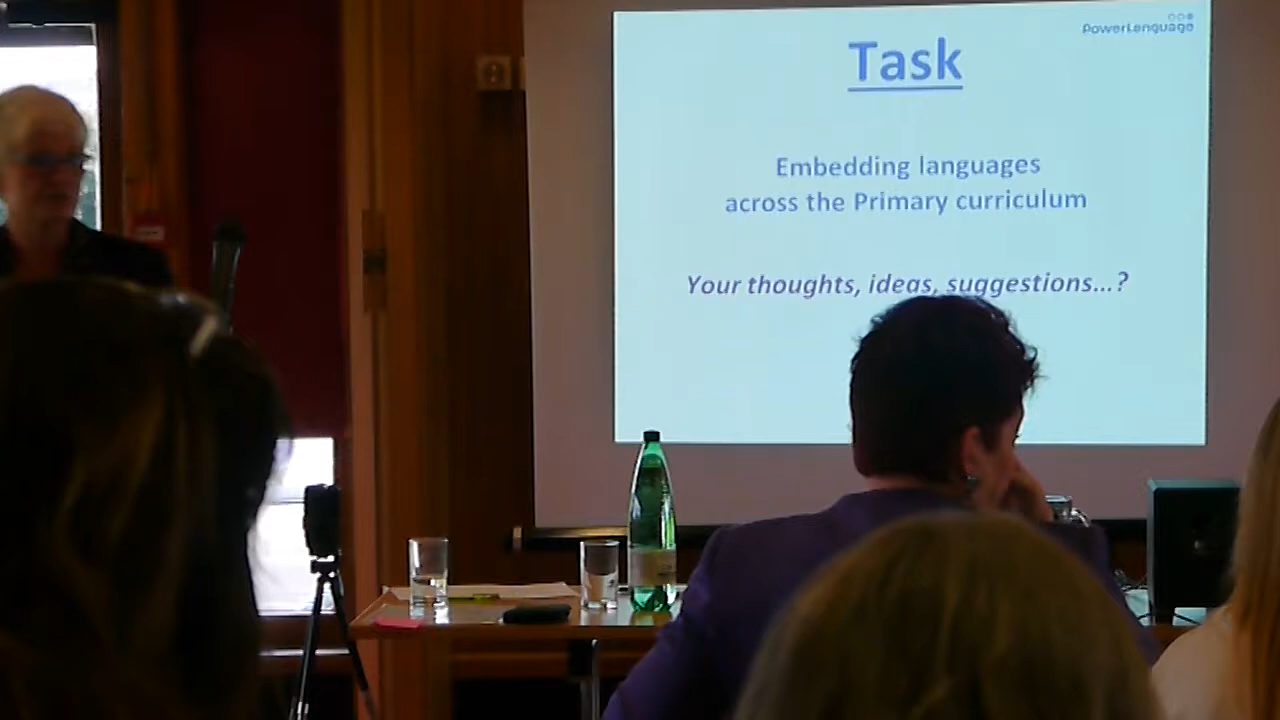 PowerLanguage
Task
Embedding languages
across the Primary curriculum
Your thoughts, ideas, suggestions...?